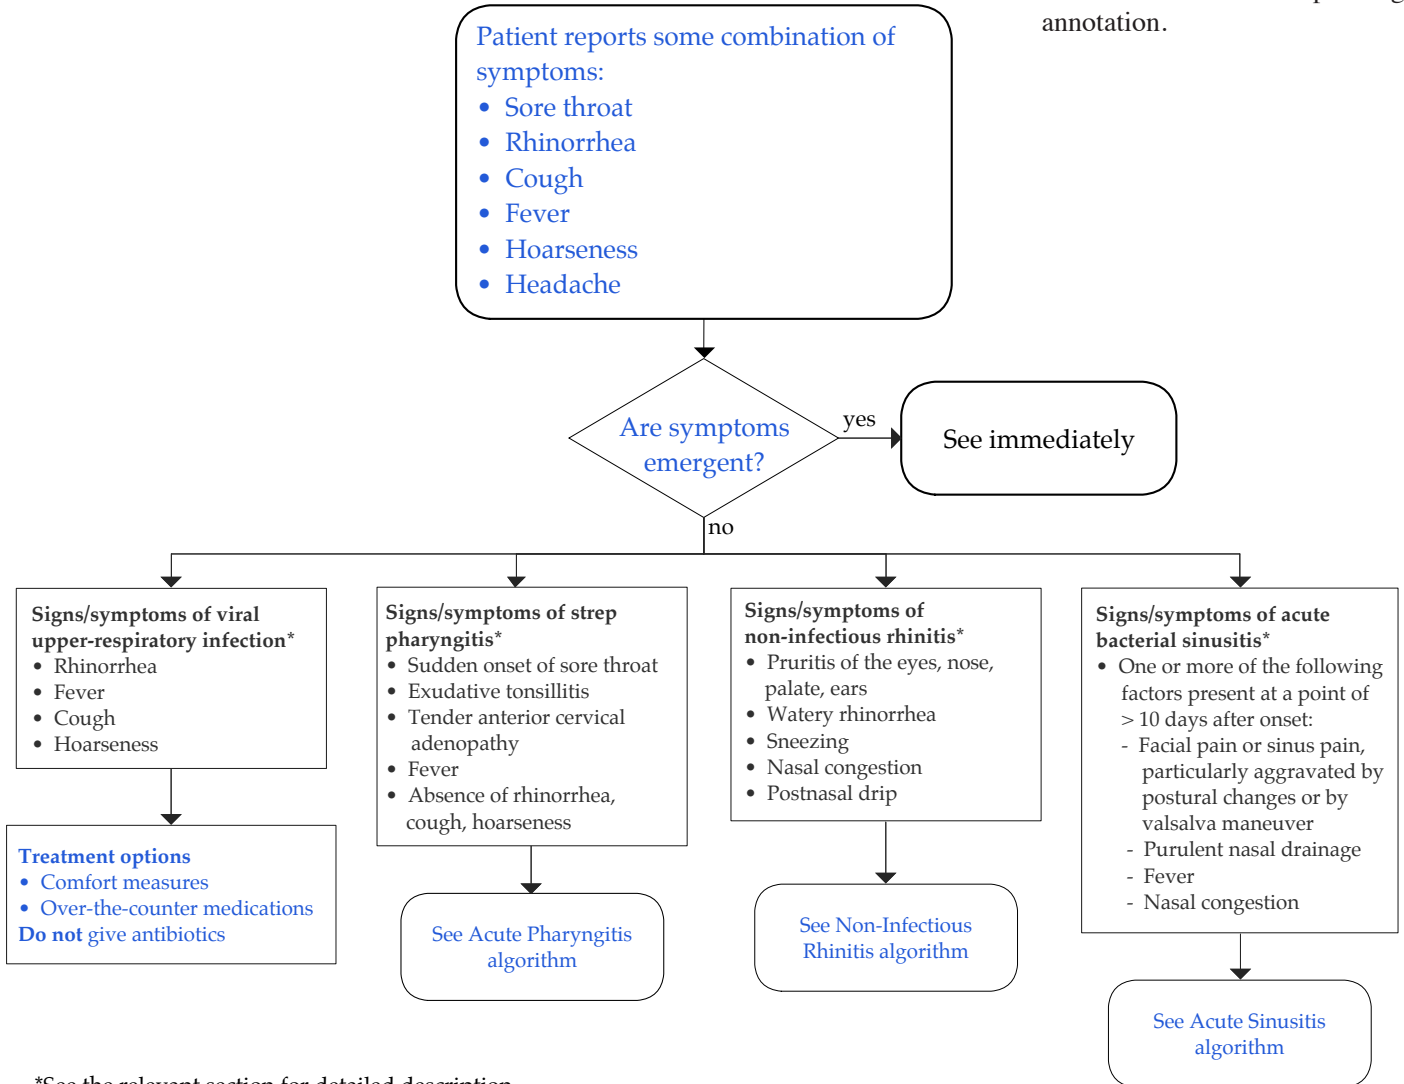 annotation.
Patient reports some combination of
symptoms:
• Sore throat
• Rhinorrhea
• Cough
• Fever
• Hoarseness
• Headache
Are symptoms
emergent?
yes
See immediately
no
Signs/symptoms of viral
upper-respiratory infection*
• Rhinorrhea
• Fever
• Cough
• Hoarseness
Treatment options
• Comfort measures
• Over-the-counter medications
Do not give antibiotics
Signs/symptoms of strep
pharyngitis*
• Sudden onset of sore throat
• Exudative tonsillitis
• Tender anterior cervical
adenopathy
• Fever
• Absence of rhinorrhea,
cough, hoarseness
See Acute Pharyngitis
algorithm
Signs/symptoms of
non-infectious rhinitis*
• Pruritis of the eyes, nose,
palate, ears
• Watery rhinorrhea
• Sneezing
• Nasal congestion
• Postnasal drip
See Non-Infectious
Rhinitis algorithm
Signs/symptoms of acute
bacterial sinusitis*
• One or more of the following
factors present at a point of
> 10 days after onset:
- Facial pain or sinus pain,
particularly aggravated by
postural changes or by
valsalva maneuver
- Purulent nasal drainage
- Fever
- Nasal congestion
See Acute Sinusitis
algorithm
*See the relevant section for detailed description